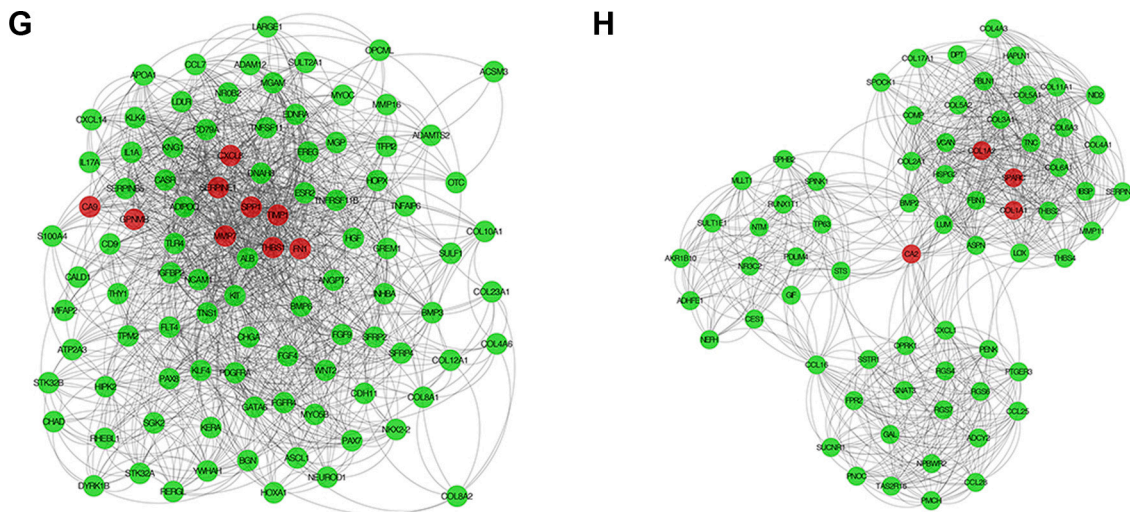 G
LARGE1
OPCML
CCL7
ADAM12
SULT2A1
ACSM3
APOA1
MGAM
LDLR
NR0B2
MYOC
MMP16
CXCL14
KLK4
CD79A
TNFSF11
EDNRA
ADAMTS2
IL17A
IL1A
KNG1
EREG
MGP
TFPI2
SERPINB5
CASR
DNAH8
HOPX
OTC
SERPINE1
ESR2
TNFRSF11B
CA9
GPNMB
ADIPOQ
SPP1
TIMP1
TNFAIP6
S100A4
CD9
TLR4
MMP7
THBS1
FN1
HGF
GREM1
COL10A1
SULF1
CALD1
THY1
IGFBP2
NCAM1
ALB
ANGPT2
INHBA
COL23A1
MFAP2
KIT
BMP6
BMP3
TPM2
FLT4
TNS1
CHGA
FGF9
SFRP2
COL4A6
ATP2A3
FGF4
SFRP4
COL12A1
STK32B
HIPK2
PAX8
KLF4
PDGFRA
WNT2
CDH11
COL8A1
CHAD
SGK2
GATA6
FGFR4
MYO5B
RHEBL1
KERA
PAX7
NKX2-2
DYRK1B
STK32A
YWHAH
BGN
ASCL1
NEUROD1
RERGL
HOXA1
COL8A2
H
COL4A3
COL17A1
DPT
HAPLN1
SPOCK1
FBLN1
COL5A1
COL11A1
NID2
COMP
COL5A2
COL3A1
COL6A3
VCAN
COL1A2
TNC
COL4A1
EPHB2
COL2A1
HSPG2
COL6A
MLLT1
SPINK1
SPARC
IBSP
SERPIN
SULT1E1
RUNX1T1
BMP2
FBN1
COL1A1
THBS2
NTM
TP63
LUM
MMP11
AKR1B10
NR3C2
PDLIM4
STS
CA2
ASPN
LOX
THBS4
ADHFE1
GIF
NEFH
CES1
CXCL1
CCL16
SSTR1
OPRK1
PENK
RGS4
PTGER3
FPR2
GNAT3
RGS6
RGS7
CCL25
SUCNR1
GAL
ADCY2
PNOC
NPBWR2
TAS2R16
CCL28
PMCH